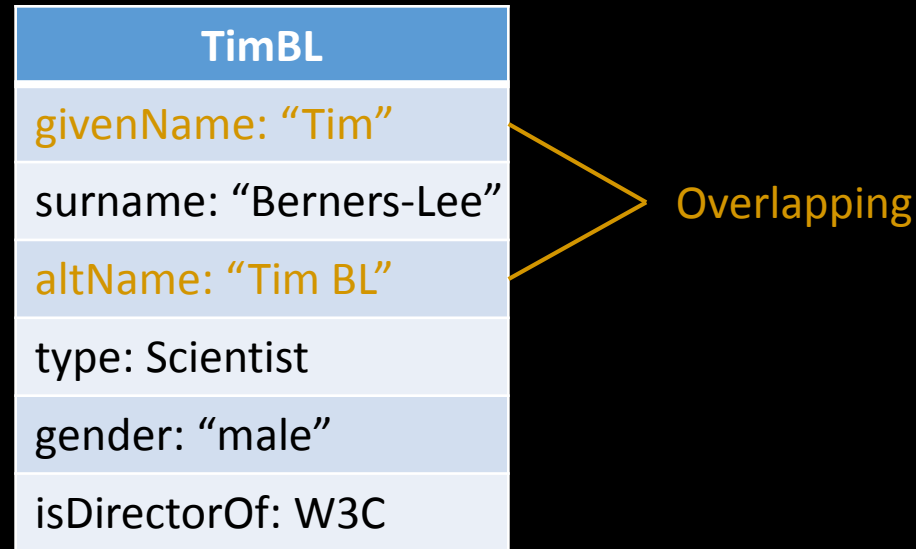 TimBL
givenName: “Tim”
surname: “Berners-Lee”
Overlapping
altName: “Tim BL”
type: Scientist
gender: “male”
isDirectorOf: W3C